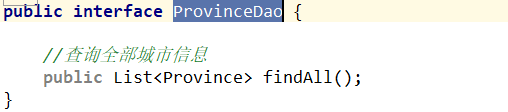 public interface ProvinceDao {
//查询全部城市信息
public List<Province> findAll();
}